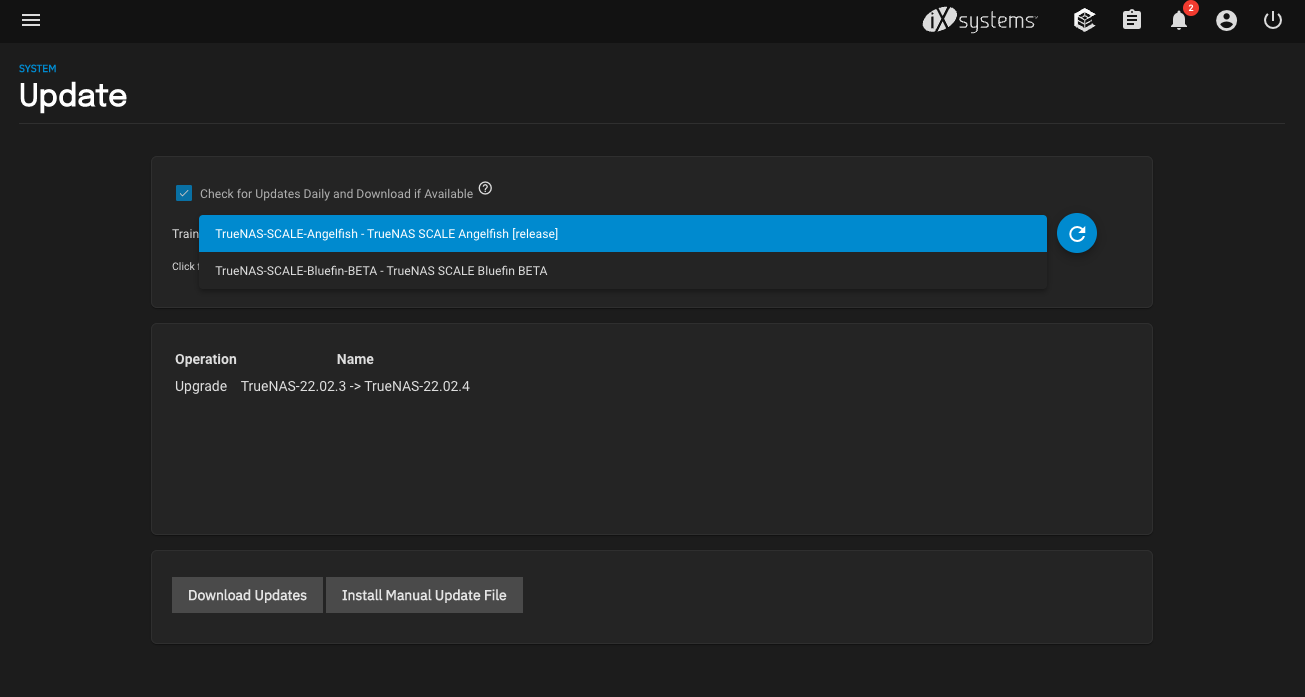 iXsystems
2
SYSTEM
Update
Check for Updates Daily and Download if Available
Train
TrueNAS-SCALE-Angelfish - TrueNAS SCALE Angelfish [release]
Click
TrueNAS-SCALE-Bluefin-BETA - TrueNAS SCALE Bluefin BETA
Operation Name
Upgrade TrueNAS-22.02.3 -> TrueNAS-22.02.4
Download Updates Install Manual Update File